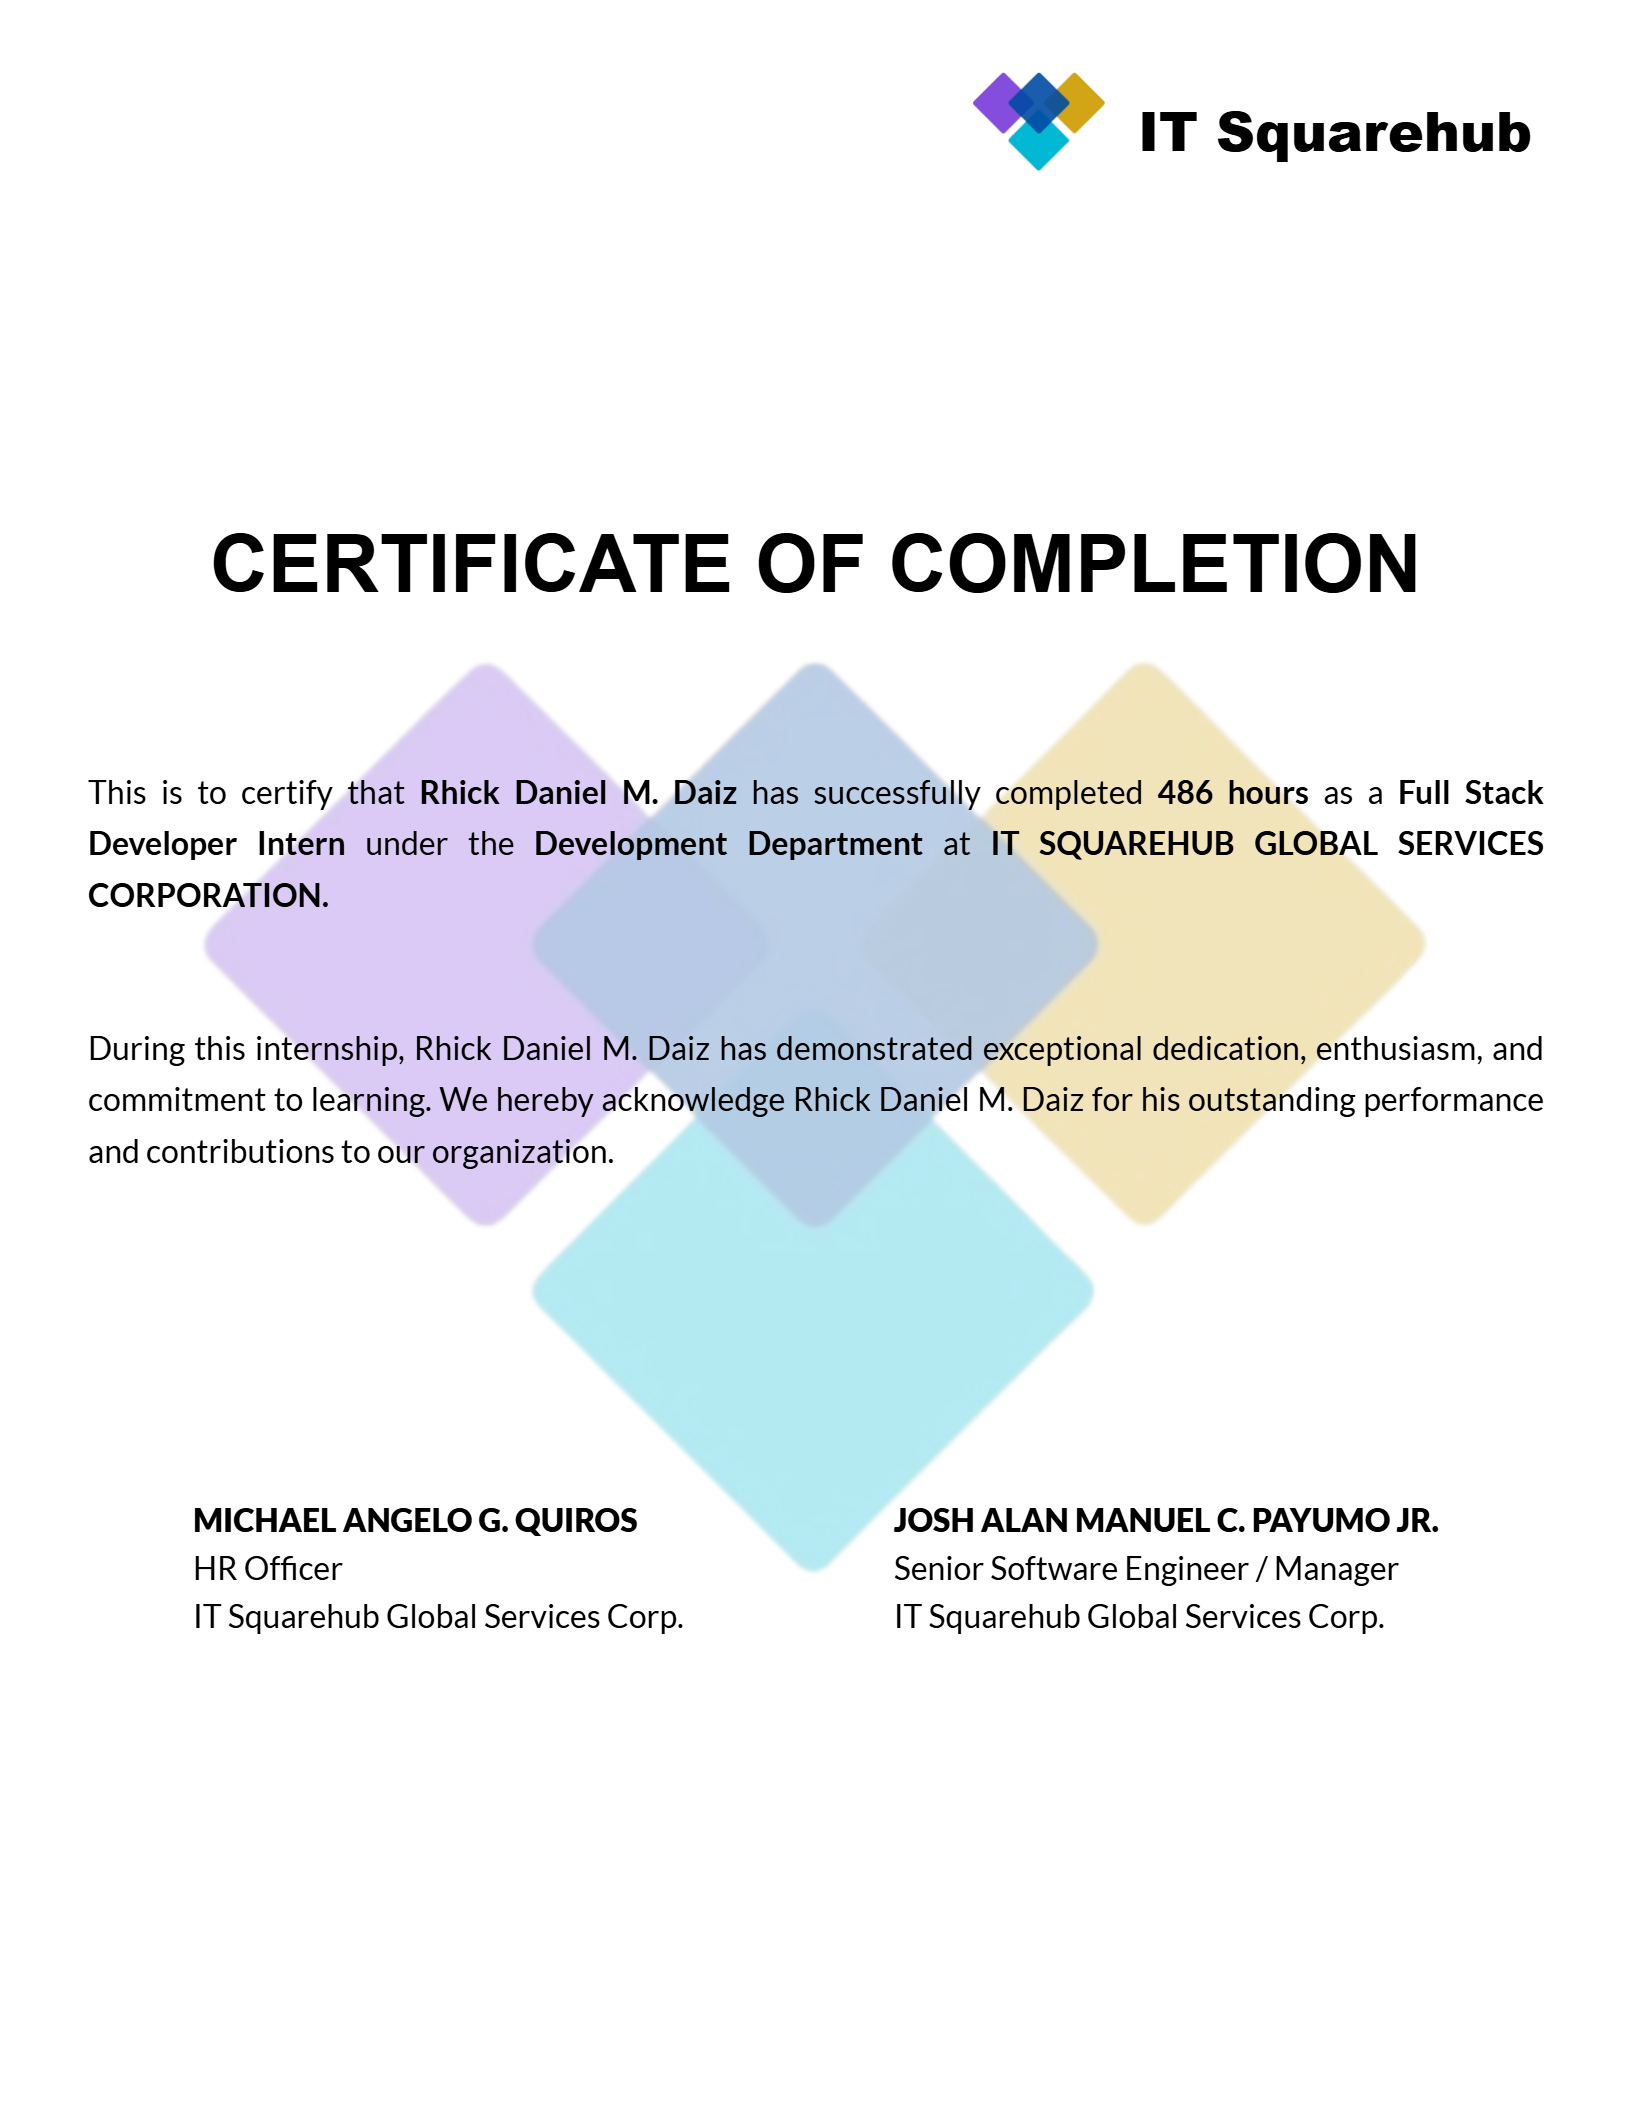 IT Squarehub
CERTIFICATE OF COMPLETION
This is to certify that Rhick Daniel M. Daiz has successfully completed 486 hours as a Full Stack
Developer Intern under the Development Department at IT SQUAREHUB GLOBAL SERVICES
CORPORATION.
During this internship, Rhick Daniel M. Daiz has demonstrated exceptional dedication, enthusiasm, and
commitment to learning. We hereby acknowledge Rhick Daniel M. Daiz for his outstanding performance
and contributions to our organization.
MICHAEL ANGELO G. QUIROS
HR Officer
IT Squarehub Global Services Corp.
JOSH ALAN MANUEL C. PAYUMO JR.
Senior Software Engineer / Manager
IT Squarehub Global Services Corp.